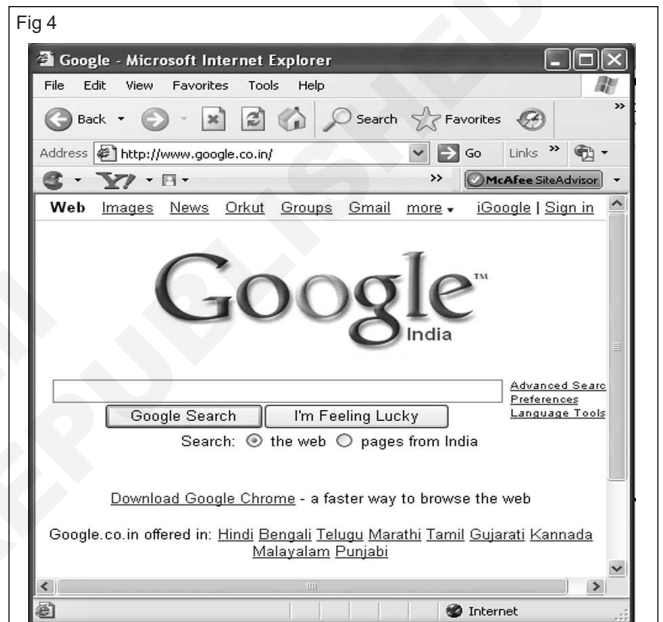 Fig 4
Google - Microsoft Internet Explorer
File Edit View Favorites Tools Help
Back Search Favorites »
Address http://www.google.co.in/ Go Links »
Y! » McAfee SiteAdvisor
Web Images News Orkut Groups Gmail more iGoogle | Sign in
Google™
India
Advanced Searc
Preferences
Google Search I'm Feeling Lucky Language Tools
Search: the web pages from India
Download Google Chrome - a faster way to browse the web
Google.co.in offered in: Hindi Bengali Telugu Marathi Tamil Gujarati Kannada
Malayalam Punjabi
Internet